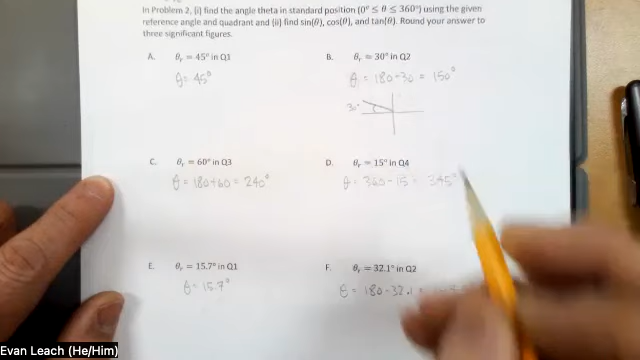 In Problem 2, (i) find the angle theta in standard position (0° ≤ θ ≤ 360°) using the given
reference angle and quadrant and (ii) find sin(θ), cos(θ), and tan(θ). Round your answer to
three significant figures.
A. θr = 45° in Q1
B. θr = 30° in Q2
θ = 45°
θ = 180-30 = 150°
30°
C. θr = 60° in Q3
D. θr = 15° in Q4
θ = 180+60 = 240°
θ = 360-15 = 345°
E. θr = 15.7° in Q1
F. θr = 32.1° in Q2
θ = 15.7°
θ = 180-32.1 =
Evan Leach (He/Him)